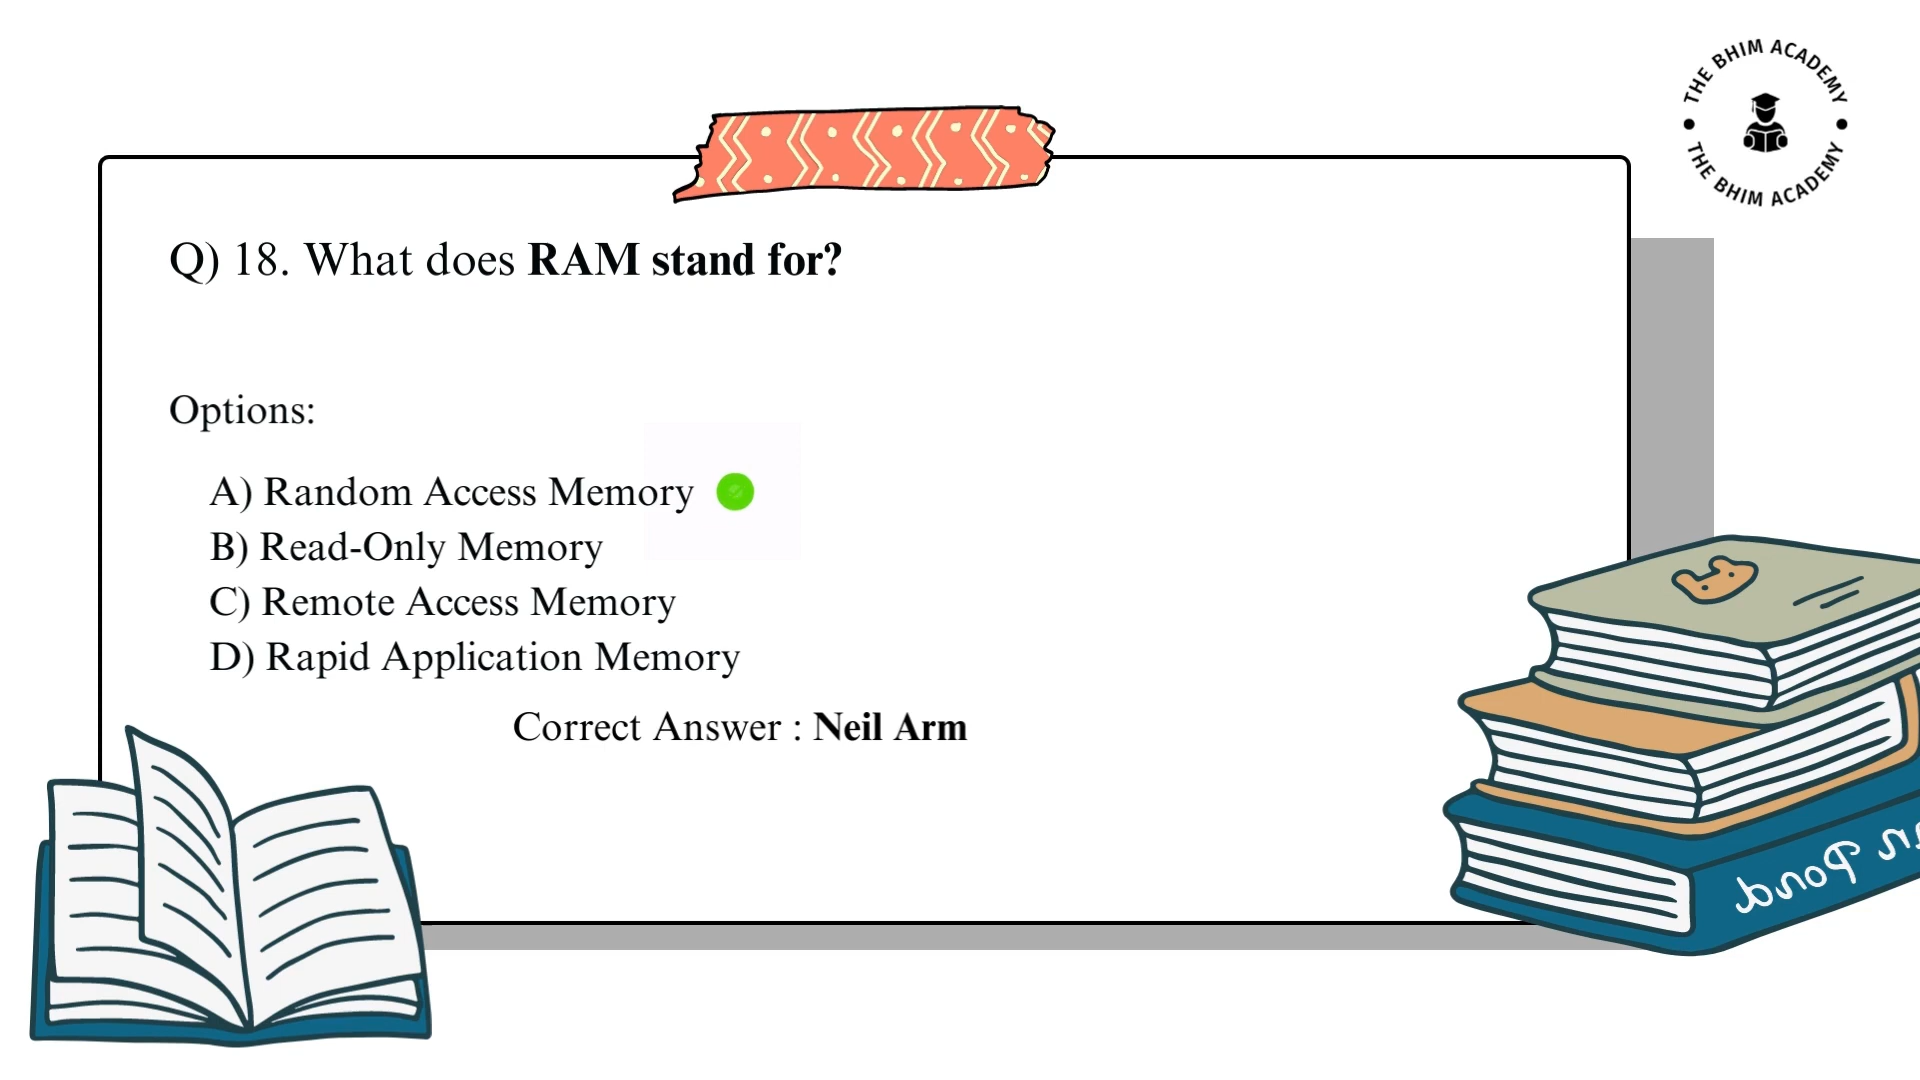 THE BHIM ACADEMY
THE BHIM ACADEMY
Q) 18. What does RAM stand for?
Options:
A) Random Access Memory
B) Read-Only Memory
C) Remote Access Memory
D) Rapid Application Memory
Correct Answer : Neil Arm
Pond